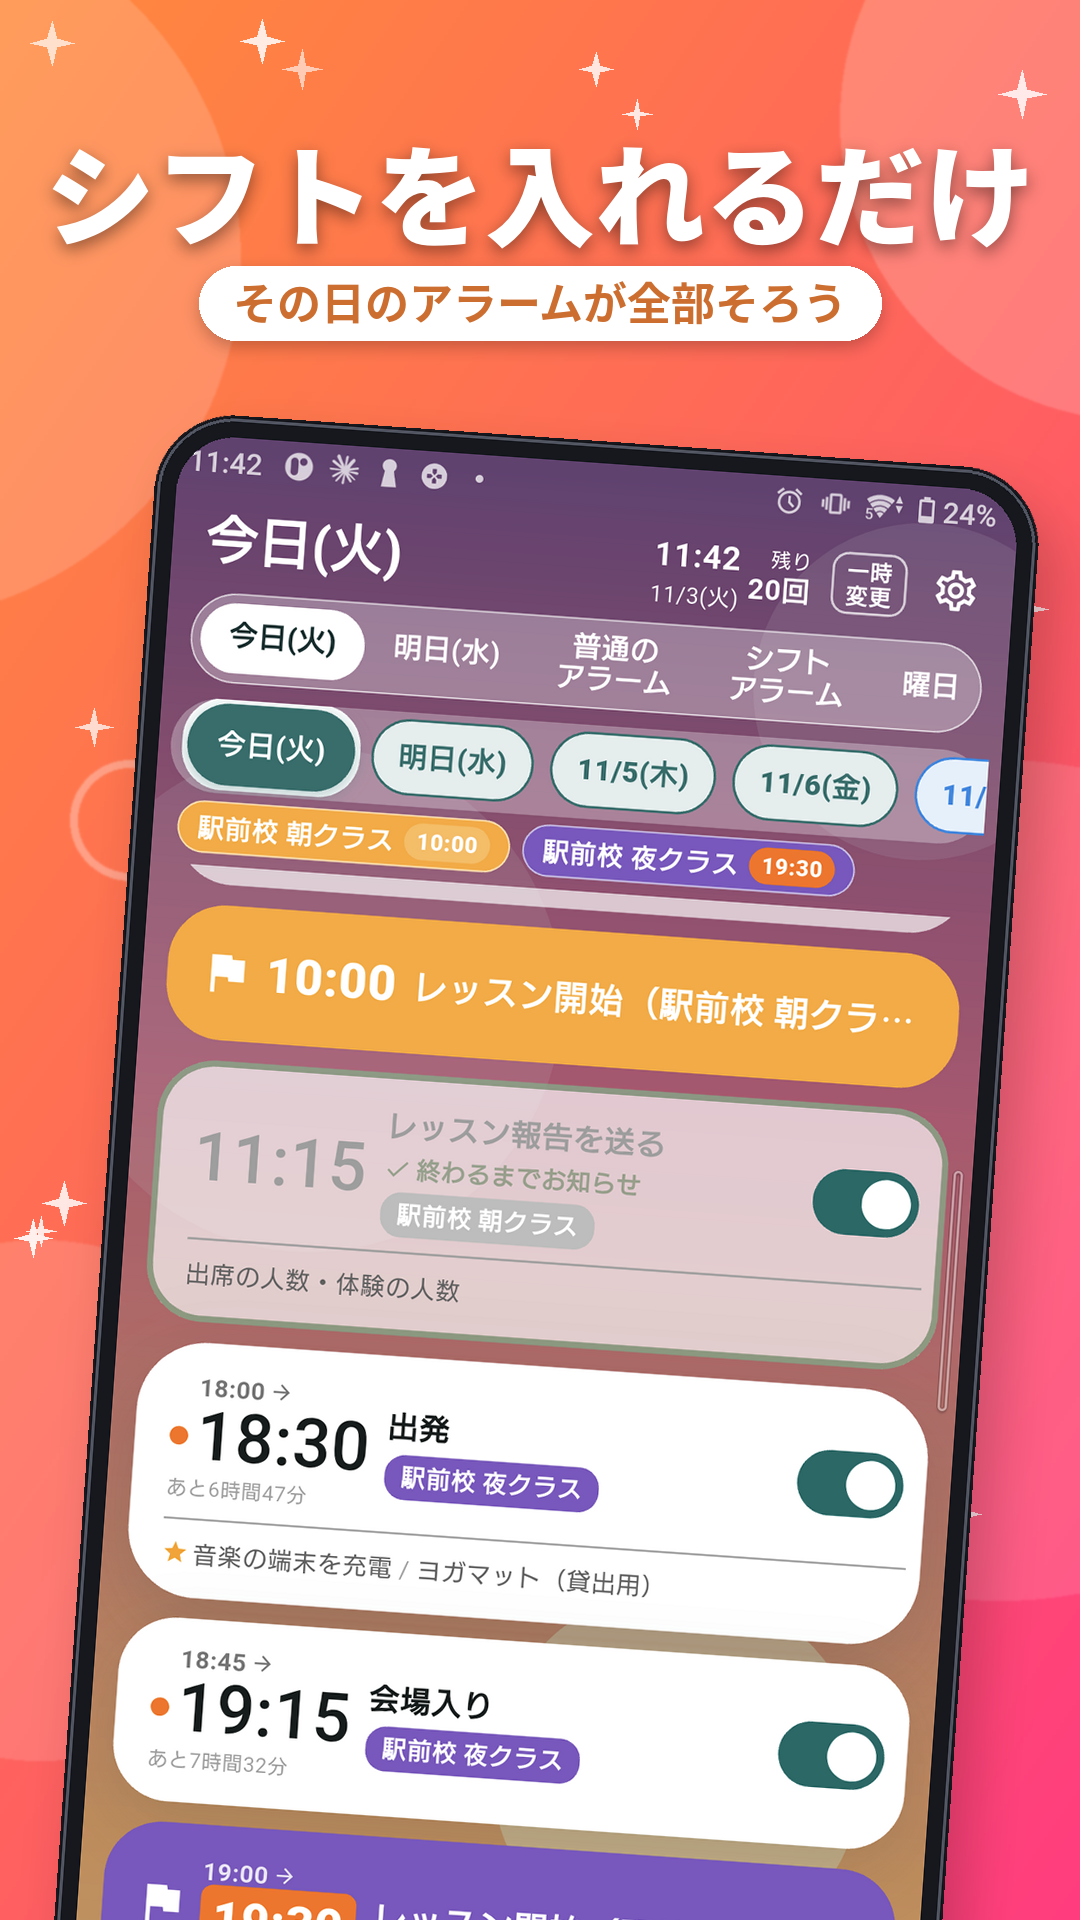 シフトを入れるだけ
その日のアラームが全部そろう
11:42
24%
今日(火)
11:42 残り
11/3(火) 20回
一時
変更
今日(火) 明日(水) 普通の
アラーム シフト
アラーム 曜日
今日(火) 明日(水) 11/5(木) 11/6(金) 11/
駅前校 朝クラス 10:00 駅前校 夜クラス 19:30
10:00 レッスン開始（駅前校 朝クラ…
11:15 レッスン報告を送る
✓ 終わるまでお知らせ
駅前校 朝クラス
出席の人数・体験の人数
18:00 →
18:30 出発
駅前校 夜クラス
あと6時間47分
★ 音楽の端末を充電 / ヨガマット（貸出用）
18:45 →
19:15 会場入り
駅前校 夜クラス
あと7時間32分
19:00 →
19:30 レッスン開始